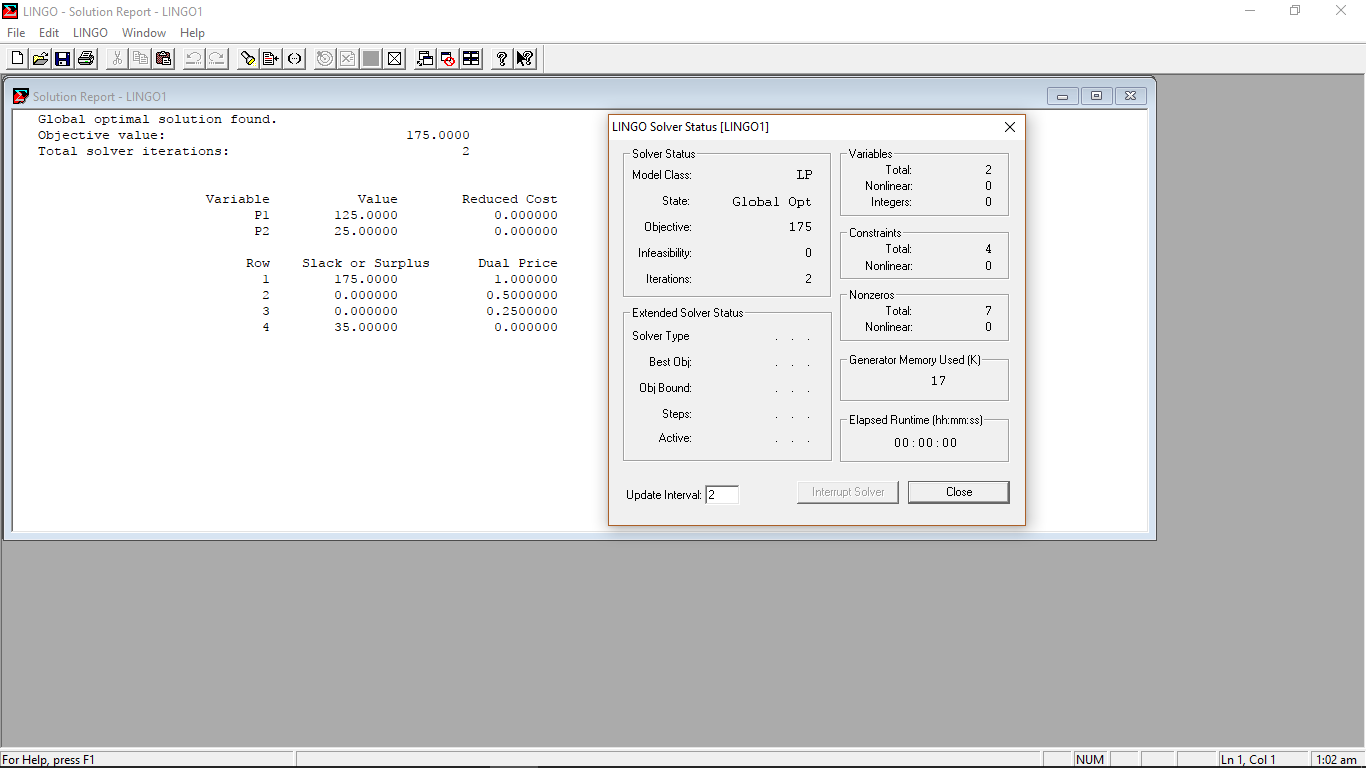 LINGO - Solution Report - LINGO1
File Edit LINGO Window Help
Solution Report - LINGO1
Global optimal solution found.
Objective value: 175.0000
Total solver iterations: 2
Variable Value Reduced Cost
P1 125.0000 0.000000
P2 25.00000 0.000000
Row Slack or Surplus Dual Price
1 175.0000 1.000000
2 0.000000 0.5000000
3 0.000000 0.2500000
4 35.00000 0.000000
LINGO Solver Status [LINGO1]
Solver Status
Model Class: LP
State: Global Opt
Objective: 175
Infeasibility: 0
Iterations: 2
Extended Solver Status
Solver Type . . .
Best Obj: . . .
Obj Bound: . . .
Steps: . . .
Active: . . .
Variables
Total: 2
Nonlinear: 0
Integers: 0
Constraints
Total: 4
Nonlinear: 0
Nonzeros
Total: 7
Nonlinear: 0
Generator Memory Used (K)
17
Elapsed Runtime (hh:mm:ss)
00:00:00
Update Interval: 2
Interrupt Solver
Close
For Help, press F1
NUM
Ln 1, Col 1
1:02 am